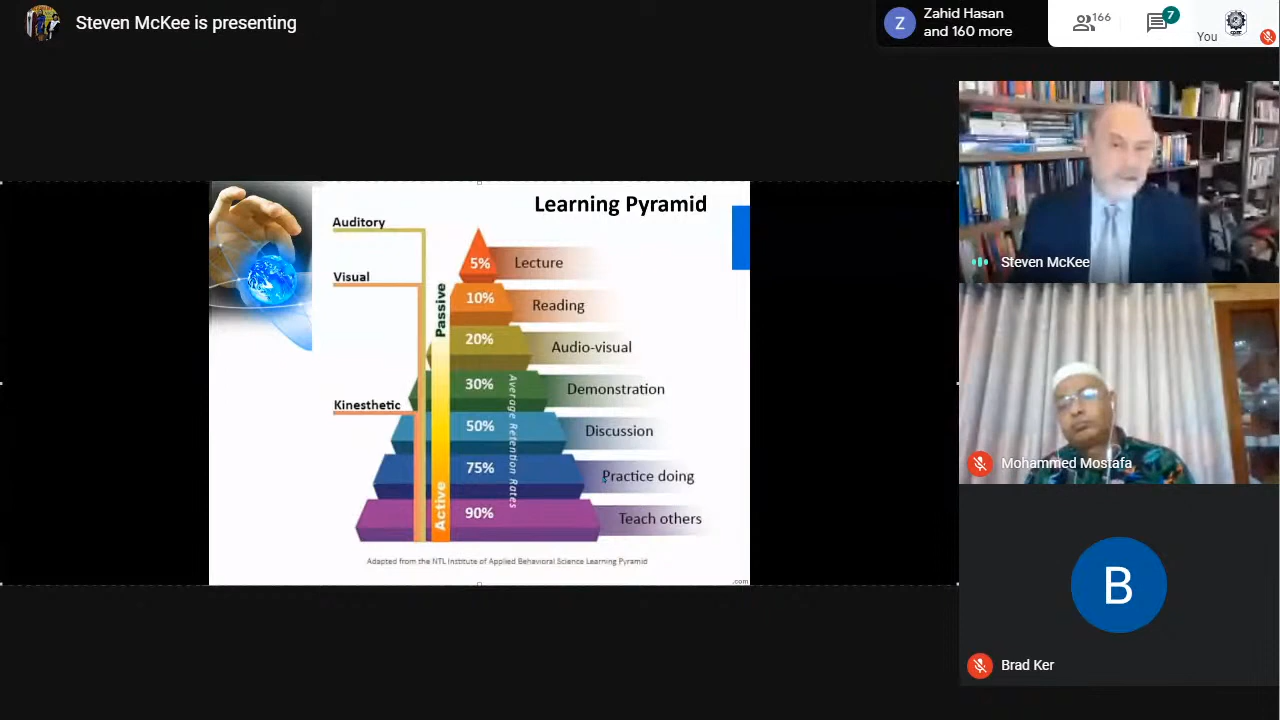 Steven McKee is presenting
Z
Zahid Hasan
and 160 more
166
7
You
Learning Pyramid
Auditory
Visual
Kinesthetic
Passive
Active
5%
Lecture
10%
Reading
20%
Audio-visual
30%
Demonstration
50%
Discussion
75%
Practice doing
90%
Teach others
Average Retention Rates
Adapted from the NTL Institute of Applied Behavioral Science Learning Pyramid
.com
Steven McKee
Mohammed Mostafa
B
Brad Ker